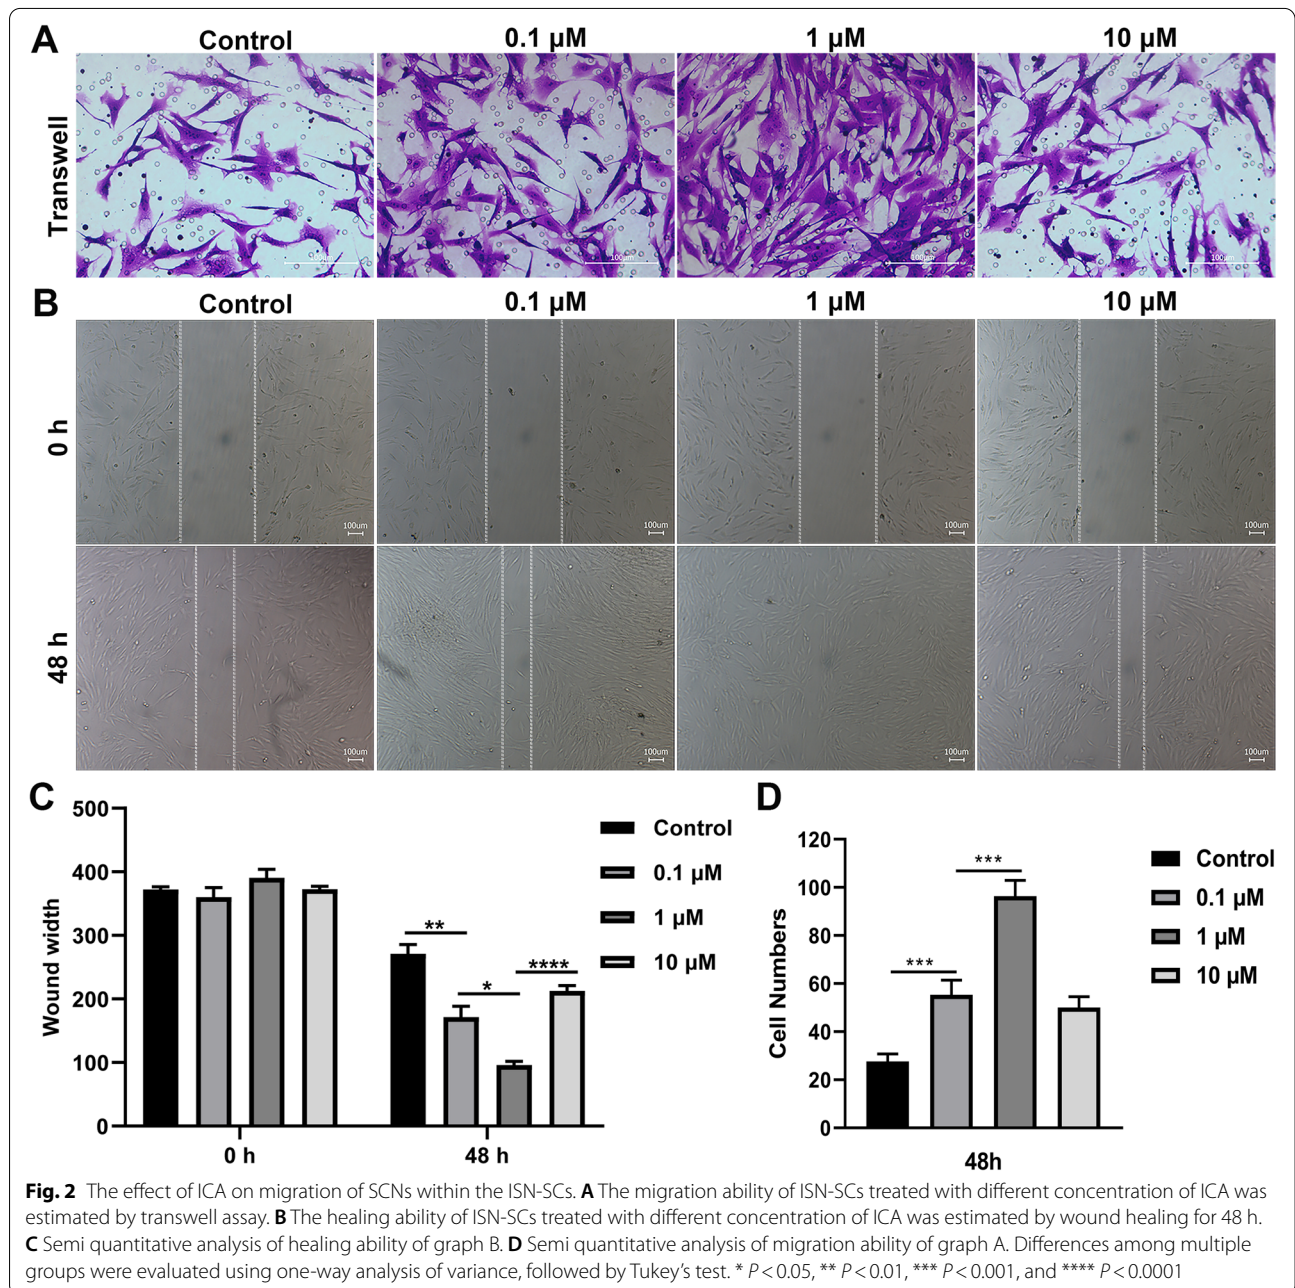 A
Control
0.1 µM
1 µM
10 µM
Transwell
100µm
100µm
100µm
100µm
B
Control
0.1 µM
1 µM
10 µM
0 h
100um
100um
100um
100um
48 h
100um
100um
100um
100um
C
500
400
300
200
100
0
Wound width
**
*
****
0 h
48 h
Control
0.1 µM
1 µM
10 µM
D
120
100
80
60
40
20
0
Cell Numbers
***
***
48h
Control
0.1 µM
1 µM
10 µM
Fig. 2 The effect of ICA on migration of SCNs within the ISN-SCs. A The migration ability of ISN-SCs treated with different concentration of ICA was
estimated by transwell assay. B The healing ability of ISN-SCs treated with different concentration of ICA was estimated by wound healing for 48 h.
C Semi quantitative analysis of healing ability of graph B. D Semi quantitative analysis of migration ability of graph A. Differences among multiple
groups were evaluated using one-way analysis of variance, followed by Tukey’s test. * P < 0.05, ** P < 0.01, *** P < 0.001, and **** P < 0.0001